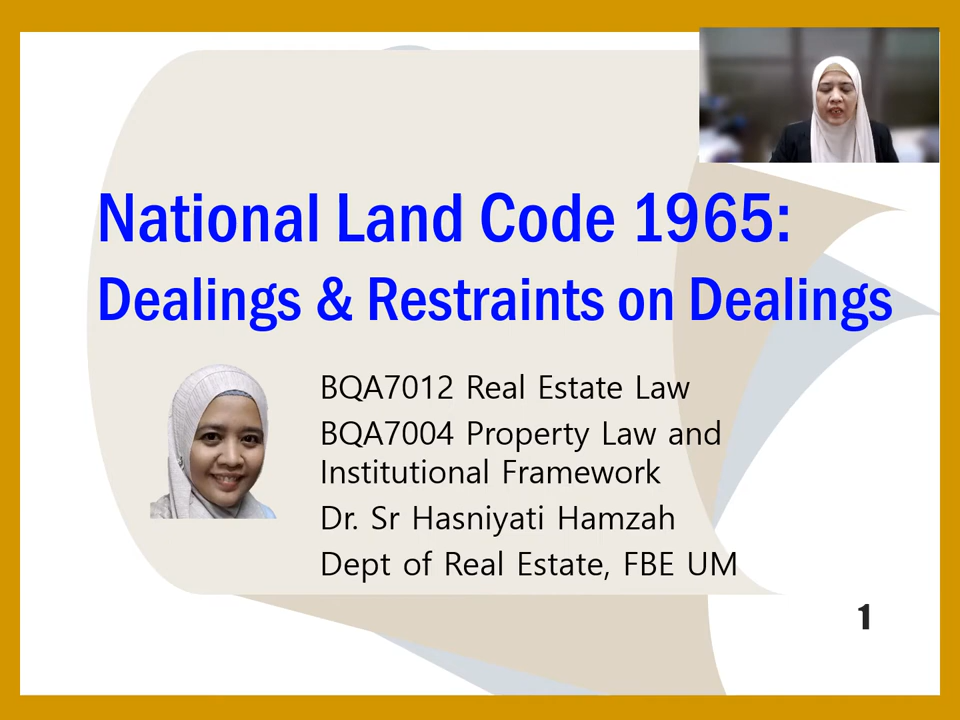 National Land Code 1965:
Dealings & Restraints on Dealings
BQA7012 Real Estate Law
BQA7004 Property Law and
Institutional Framework
Dr. Sr Hasniyati Hamzah
Dept of Real Estate, FBE UM
1